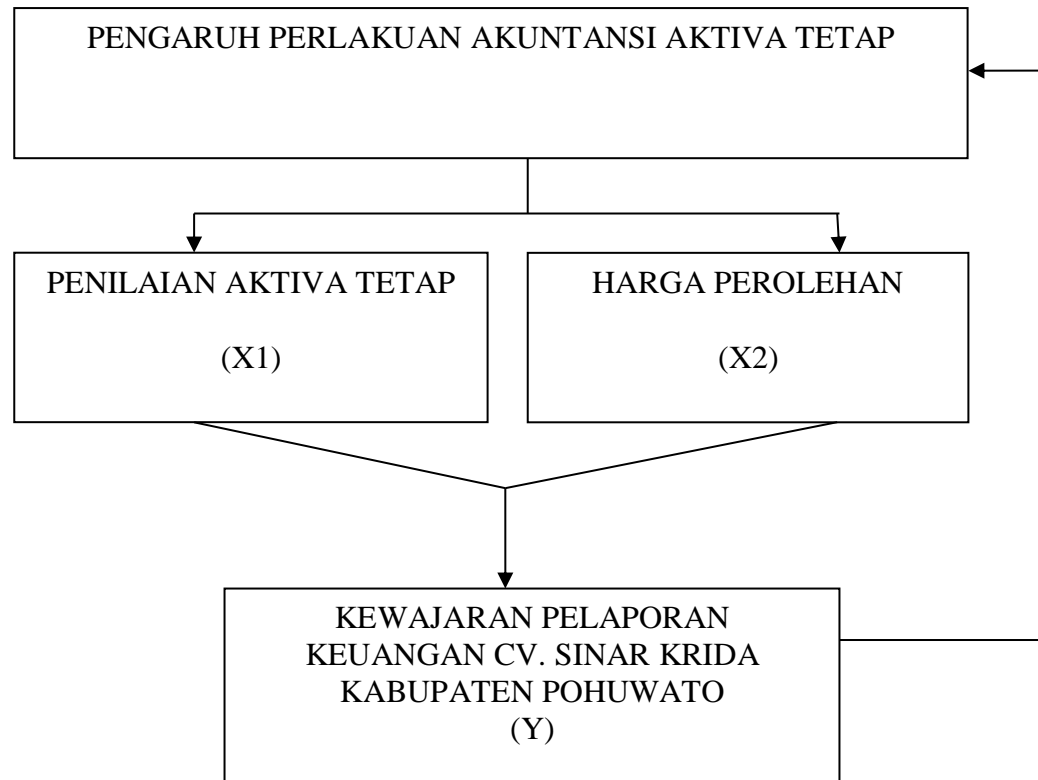 PENGARUH PERLAKUAN AKUNTANSI AKTIVA TETAP
PENILAIAN AKTIVA TETAP
(X1)
HARGA PEROLEHAN
(X2)
KEWAJARAN PELAPORAN
KEUANGAN CV. SINAR KRIDA
KABUPATEN POHUWATO
(Y)